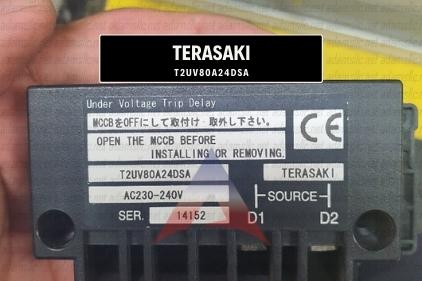 TERASAKI
T2UV80A24DSA
Under Voltage Trip Delay
MCCBをOFFにして取付け 取外し下さい。
OPEN THE MCCB BEFORE
INSTALLING OR REMOVING.
CE
T2UV80A24DSA TERASAKI
AC230-240V SOURCE
SER. 14152 D1 D2